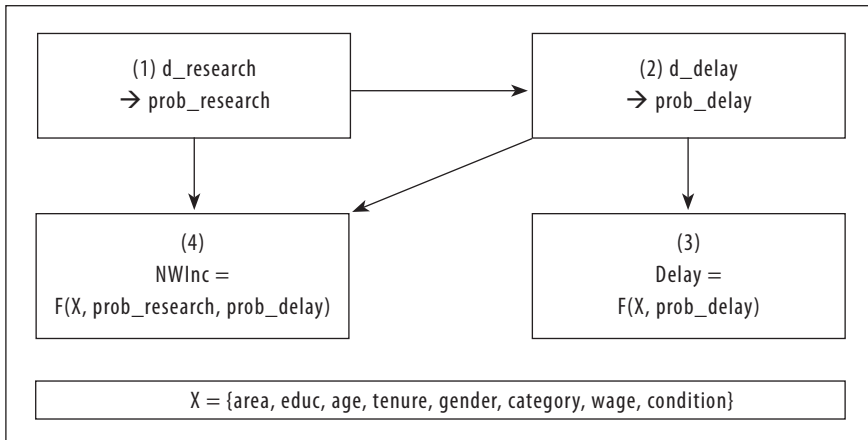 (1) d_research
→ prob_research
(2) d_delay
→ prob_delay
(4)
NWInc =
F(X, prob_research, prob_delay)
(3)
Delay =
F(X, prob_delay)
X = {area, educ, age, tenure, gender, category, wage, condition}